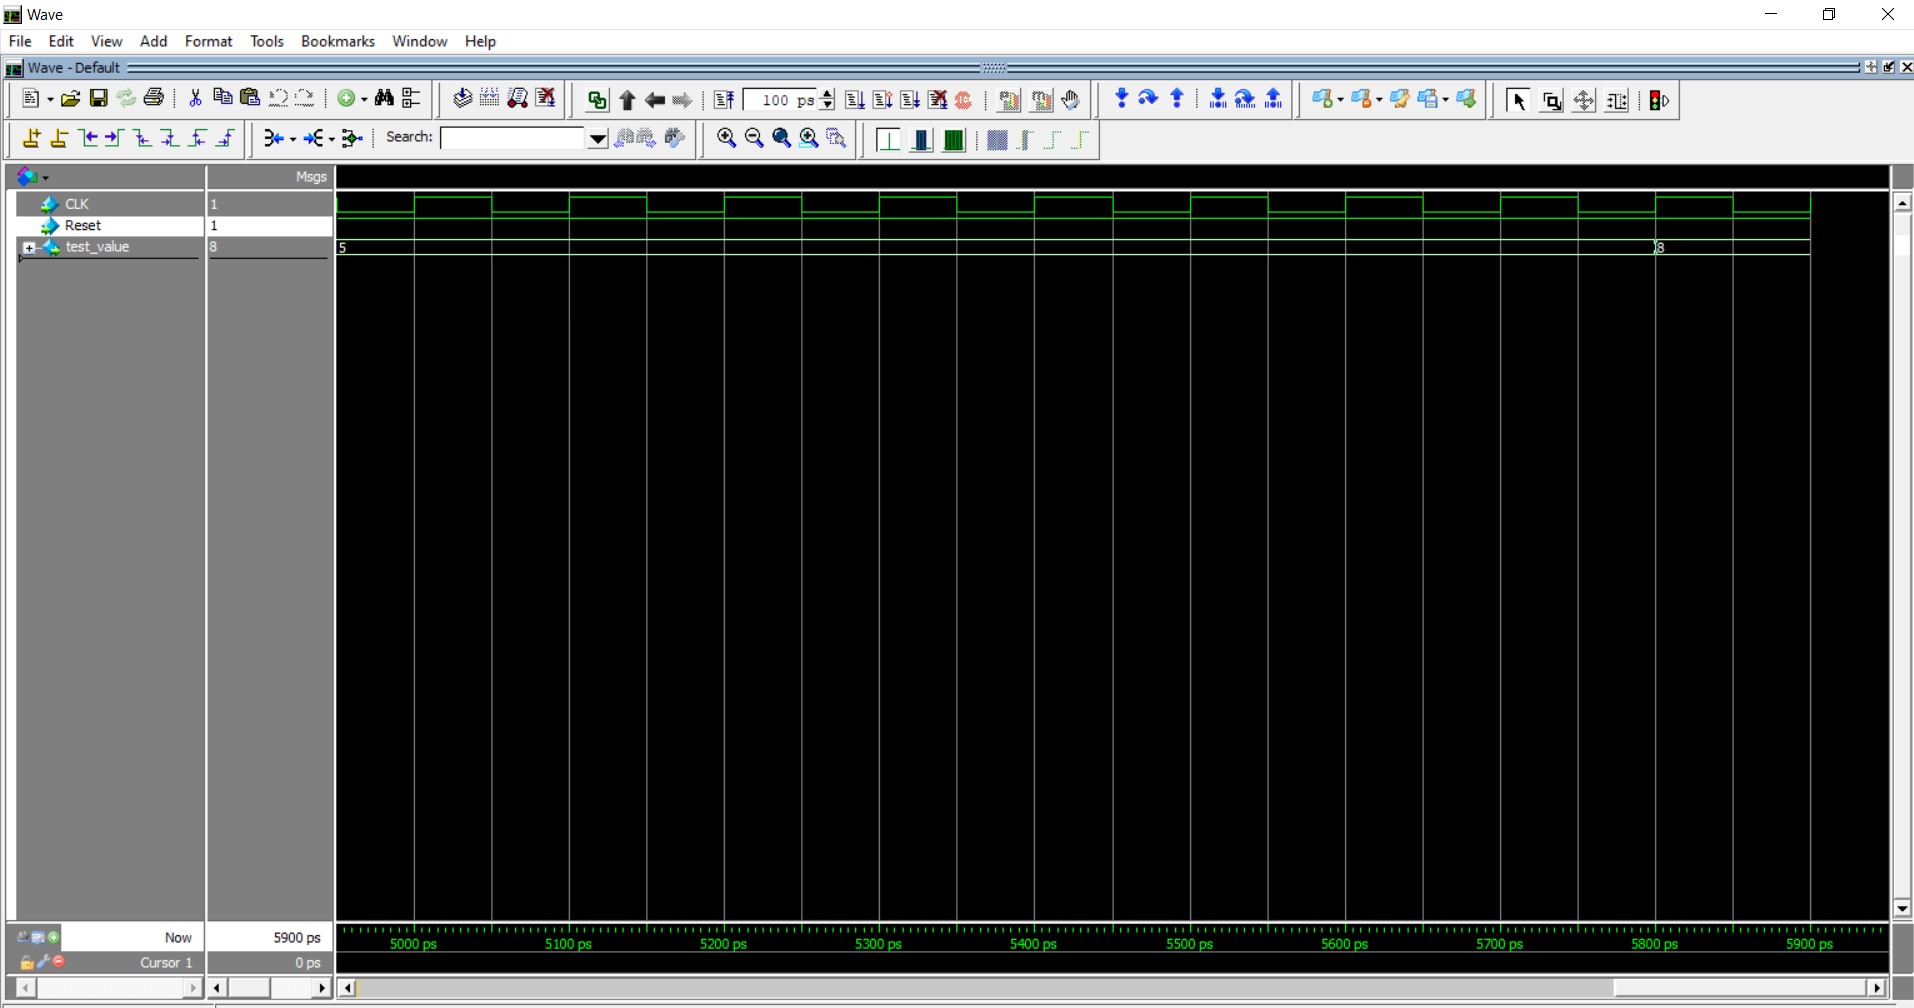 Wave
File Edit View Add Format Tools Bookmarks Window Help
Wave - Default
100 ps
Search:
Msgs
CLK 1
Reset 1
test_value 8 5 8
Now 5900 ps
5000 ps 5100 ps 5200 ps 5300 ps 5400 ps 5500 ps 5600 ps 5700 ps 5800 ps 5900 ps
Cursor 1 0 ps